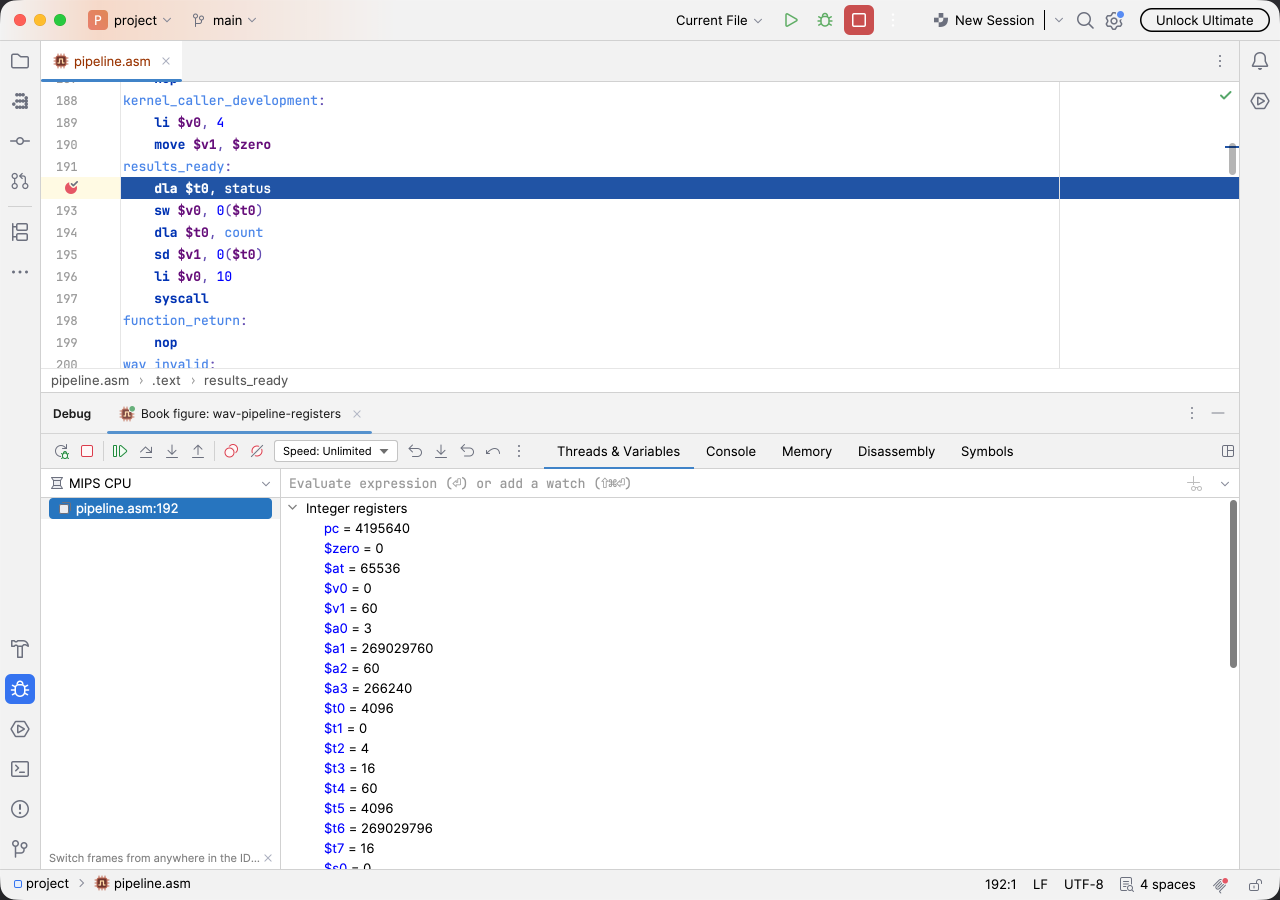 P project main Current File New Session Unlock Ultimate
pipeline.asm
188 kernel_caller_development:
189 li $v0, 4
190 move $v1, $zero
191 results_ready:
dla $t0, status
193 sw $v0, 0($t0)
194 dla $t0, count
195 sd $v1, 0($t0)
196 li $v0, 10
197 syscall
198 function_return:
199 nop
200 wav_invalid:
pipeline.asm › .text › results_ready
Debug Book figure: wav-pipeline-registers
Speed: Unlimited Threads & Variables Console Memory Disassembly Symbols
MIPS CPU
Evaluate expression (⏎) or add a watch (⇧⌘⏎)
pipeline.asm:192
Integer registers
pc = 4195640
$zero = 0
$at = 65536
$v0 = 0
$v1 = 60
$a0 = 3
$a1 = 269029760
$a2 = 60
$a3 = 266240
$t0 = 4096
$t1 = 0
$t2 = 4
$t3 = 16
$t4 = 60
$t5 = 4096
$t6 = 269029796
$t7 = 16
$s0 = 0
Switch frames from anywhere in the ID...
project › pipeline.asm 192:1 LF UTF-8 4 spaces